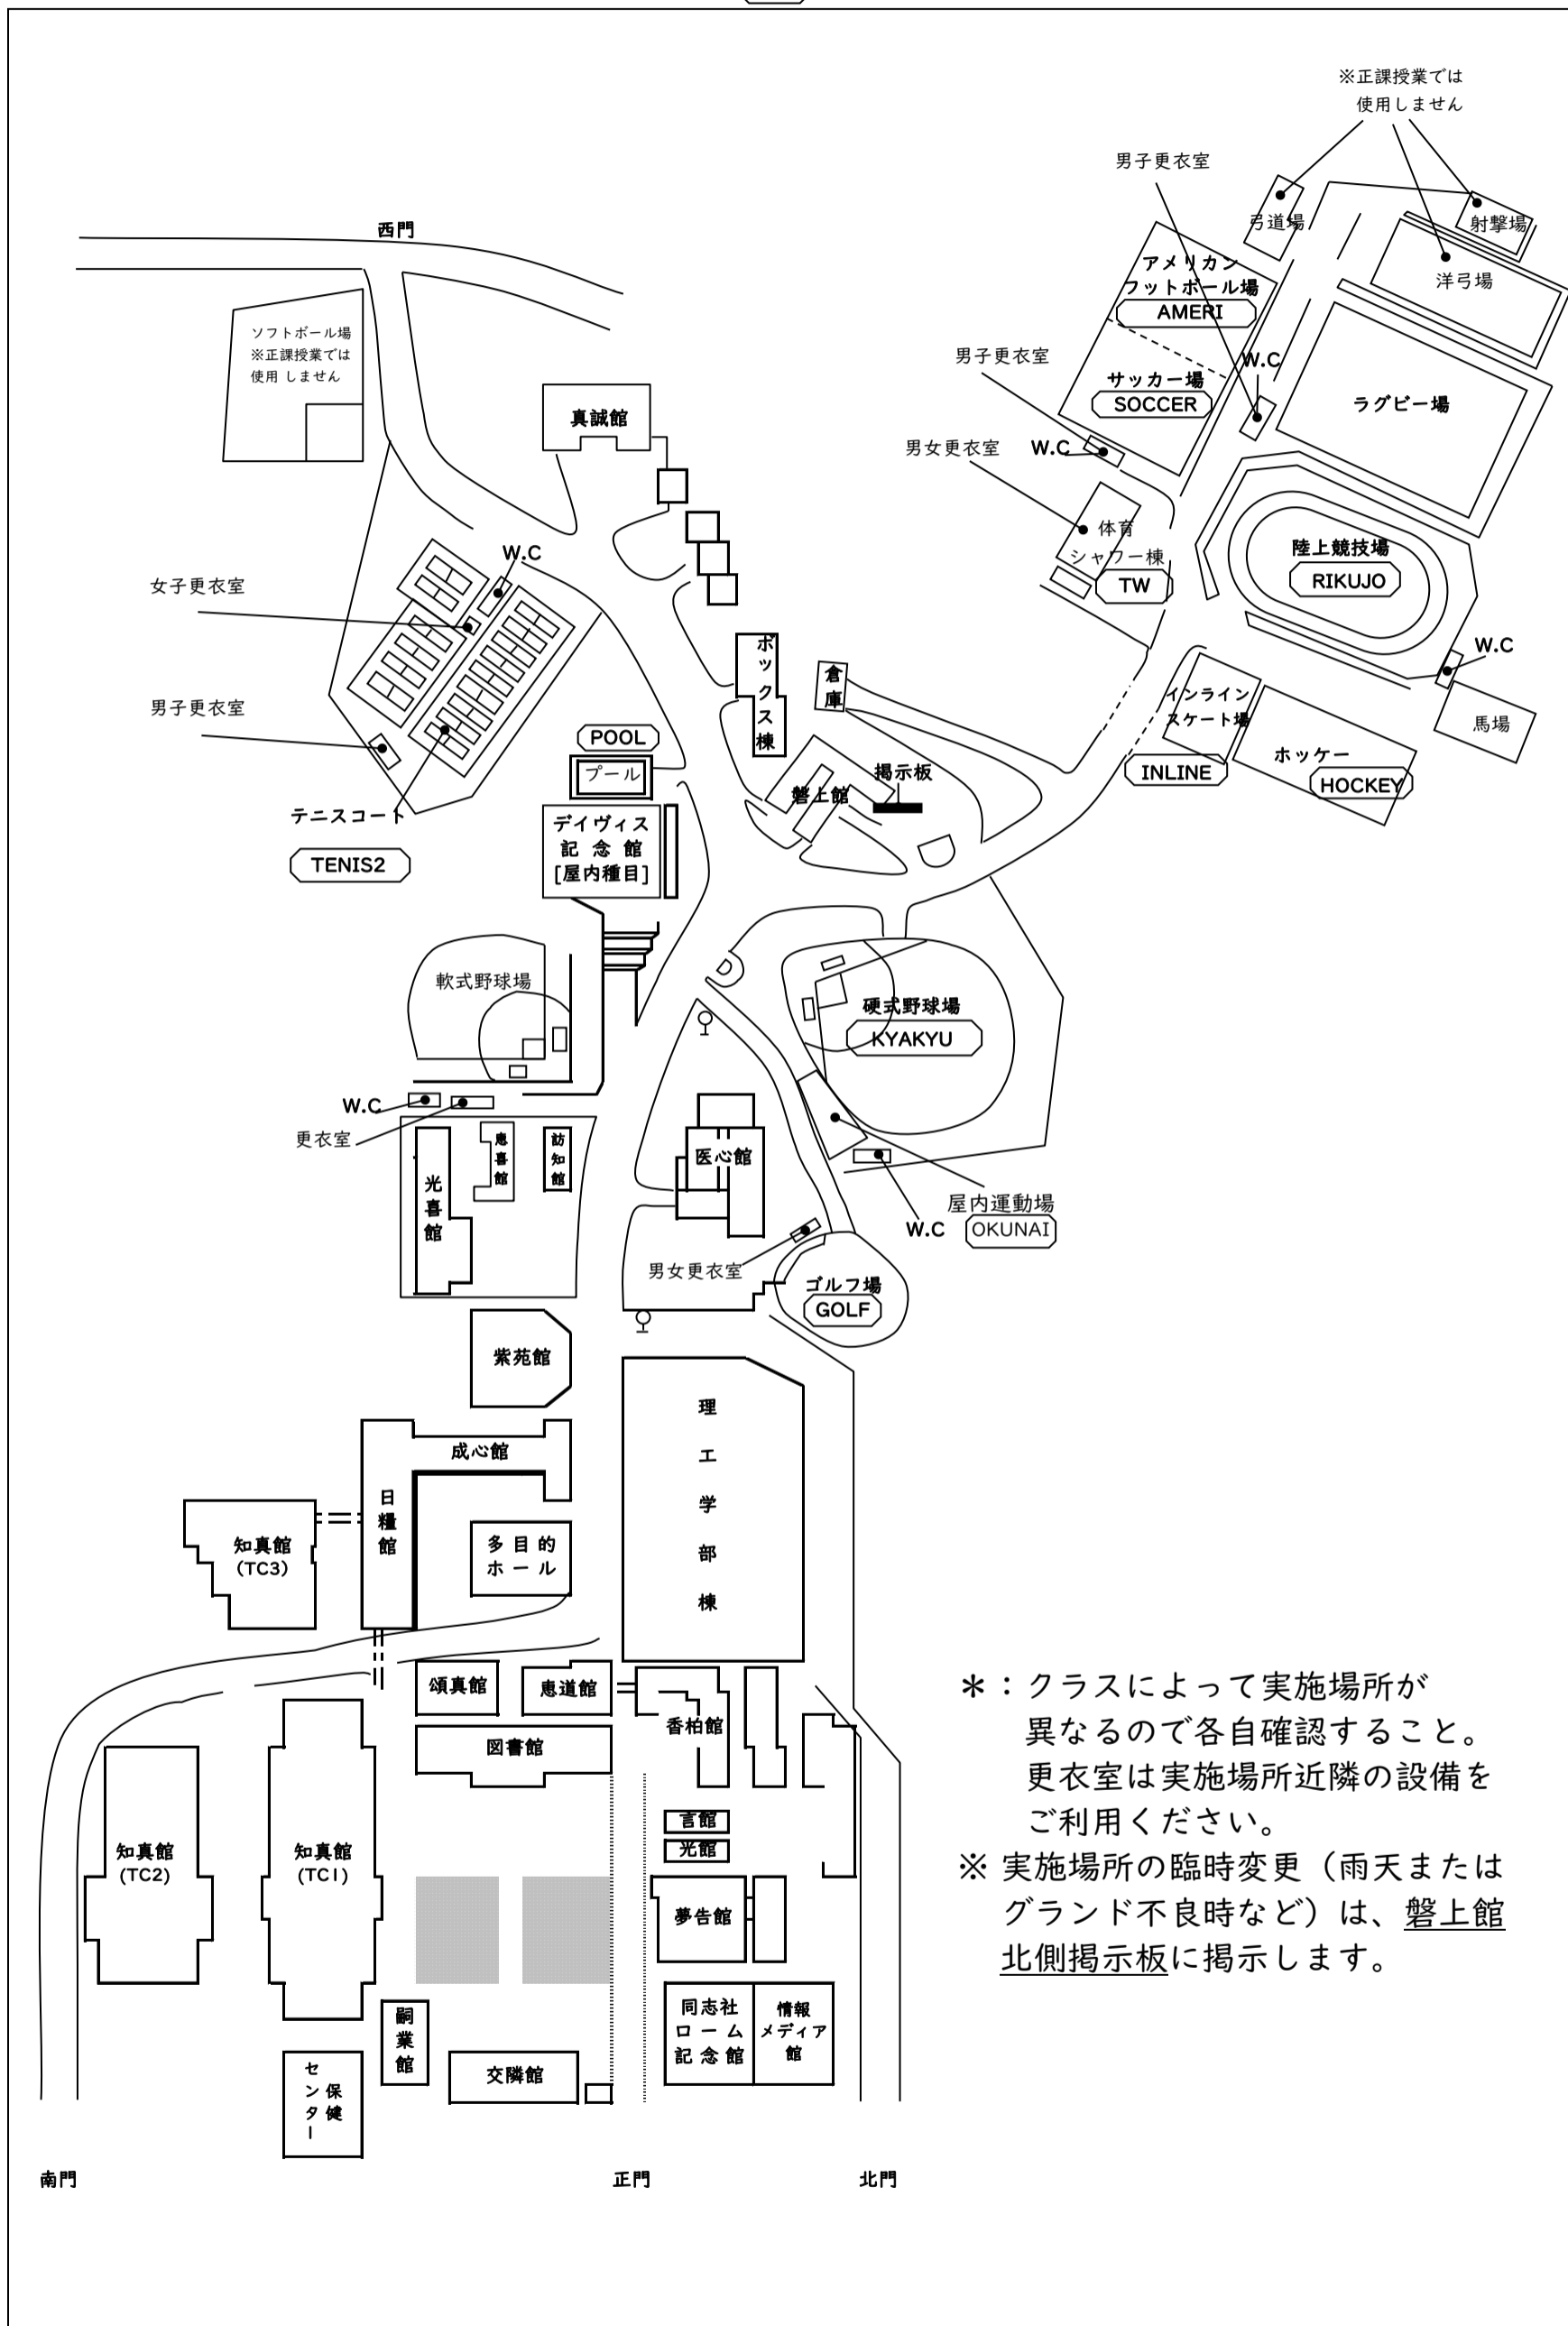 ※正課授業では
使用しません
男子更衣室
弓道場
射撃場
西門
アメリカン
フットボール場
AMERI
洋弓場
ソフトボール場
※正課授業では
使用 しません
男子更衣室
W.C
サッカー場
SOCCER
ラグビー場
真誠館
男女更衣室
W.C
体育
シャワー棟
TW
陸上競技場
RIKUJO
W.C
女子更衣室
W.C
ボックス棟
倉庫
インライン
スケート場
INLINE
馬場
男子更衣室
POOL
プール
ホッケー
HOCKEY
掲示板
磐上館
テニスコート
TENIS2
デイヴィス
記 念 館
[屋内種目]
軟式野球場
硬式野球場
KYAKYU
W.C
更衣室
恵喜館
訪知館
光喜館
医心館
屋内運動場
W.C
OKUNAI
男女更衣室
ゴルフ場
GOLF
紫苑館
理工学部棟
成心館
日糧館
知真館
(TC3)
多 目 的
ホ ー ル
頌真館
恵道館
香柏館
図書館
言館
光館
知真館
(TC2)
知真館
(TC1)
夢告館
嗣業館
同志社
ロ ー ム
記 念 館
情報
メディア
館
保健
センター
交隣館
南門
正門
北門
＊：クラスによって実施場所が
異なるので各自確認すること。
更衣室は実施場所近隣の設備を
ご利用ください。
※ 実施場所の臨時変更（雨天または
グランド不良時など）は、磐上館
北側掲示板に掲示します。